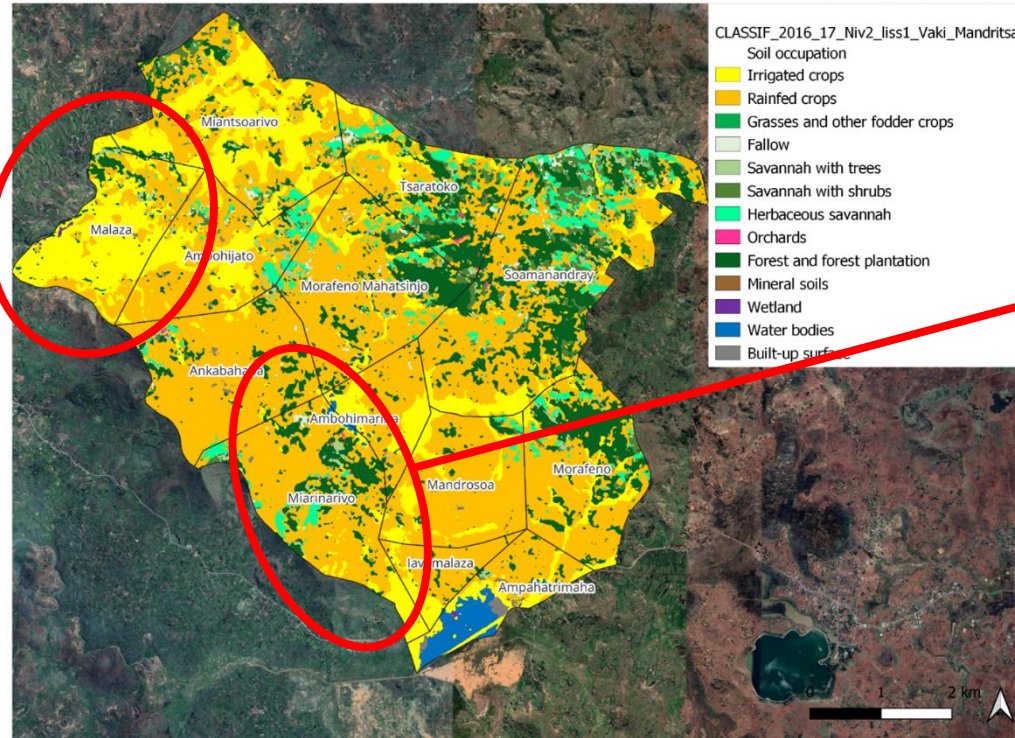 CLASSIF_2016_17_Niv2_liss1_Vaki_Mandritsa
Soil occupation
Irrigated crops
Rainfed crops
Grasses and other fodder crops
Fallow
Savannah with trees
Savannah with shrubs
Herbaceous savannah
Orchards
Forest and forest plantation
Mineral soils
Wetland
Water bodies
Built-up surface
Miantsoarivo
Tsaratoko
Malaza
Ambohijato
Soamanandray
Morafeno Mahatsinjo
Ankabahaba
Ambohimarina
Mandrosoa
Morafeno
Miarinarivo
Iavomalaza
Ampahatrimaha
0 1 2 km